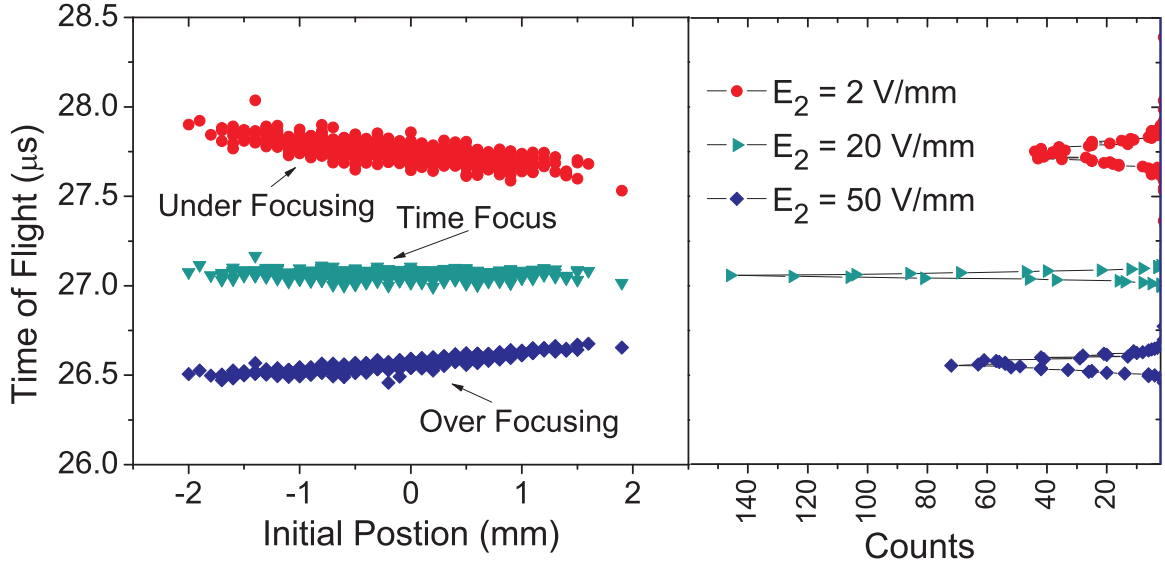 28.5
28.0
27.5
27.0
26.5
26.0
Time of Flight (μs)
Under Focusing
Time Focus
Over Focusing
-2
-1
0
1
2
Initial Postion (mm)
E2 = 2 V/mm
E2 = 20 V/mm
E2 = 50 V/mm
140
120
100
80
60
40
20
Counts